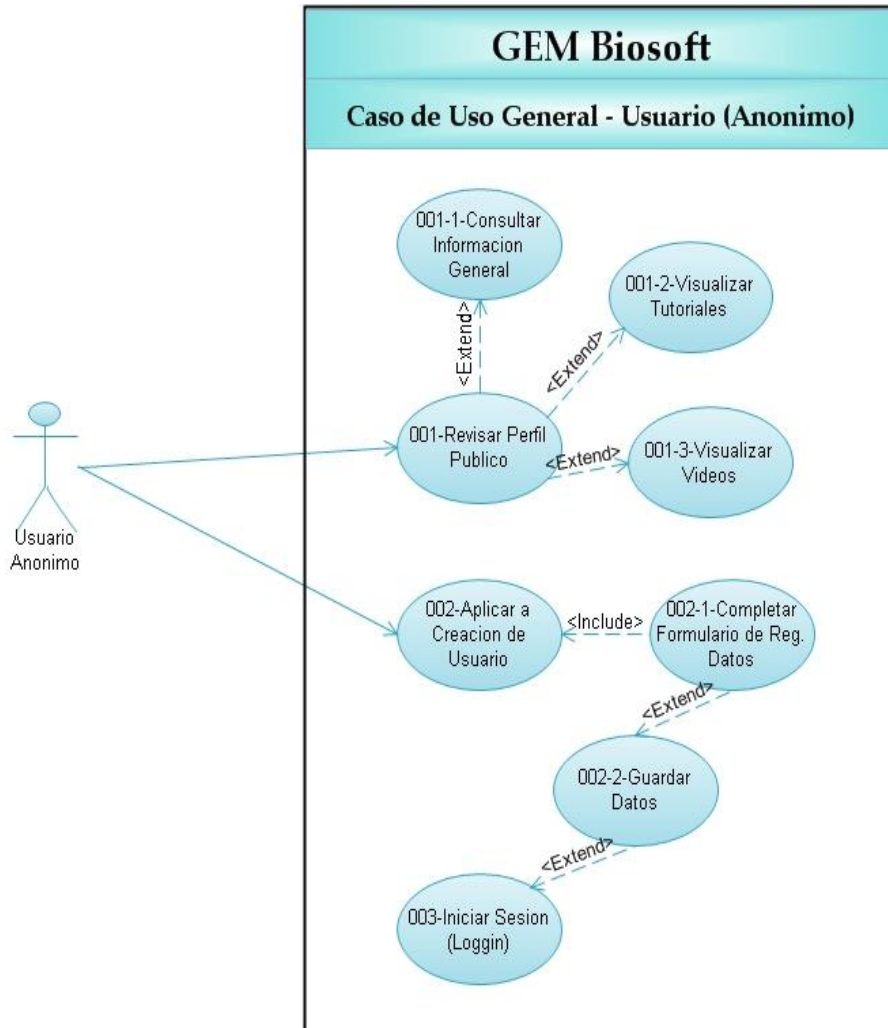 GEM Biosoft
Caso de Uso General - Usuario (Anonimo)
001-1-Consultar
Informacion
General
001-2-Visualizar
Tutoriales
<Extend>
<Extend>
001-Revisar Perfil
Publico
<Extend>
001-3-Visualizar
Videos
Usuario
Anonimo
002-Aplicar a
Creacion de
Usuario
<Include>
002-1-Completar
Formulario de Reg.
Datos
<Extend>
002-2-Guardar
Datos
<Extend>
003-Iniciar Sesion
(Loggin)